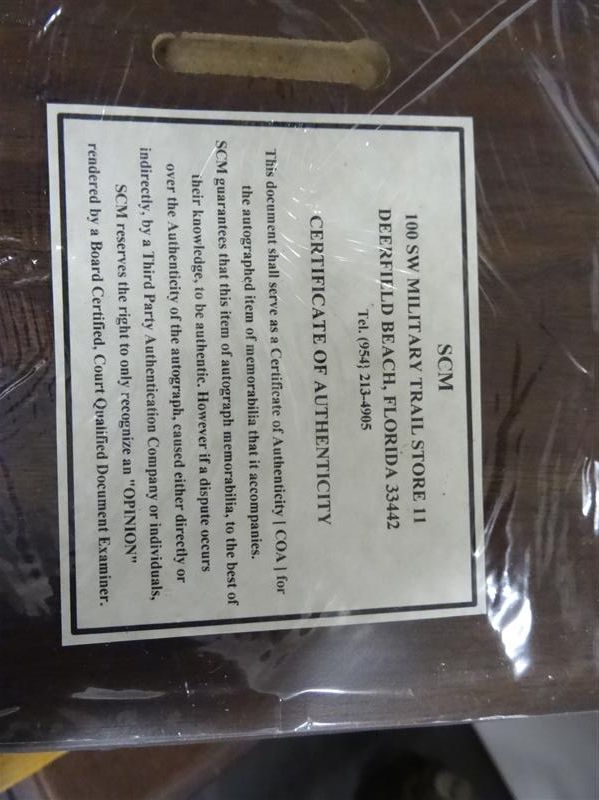 SCM
100 SW MILITARY TRAIL STORE 11
DEERFIELD BEACH, FLORIDA 33442
Tel. (954) 213-4905
CERTIFICATE OF AUTHENTICITY
This document shall serve as a Certificate of Authenticity [ COA ] for
the autographed item of memorabilia that it accompanies.
SCM guarantees that this item of autograph memorabilia, to the best of
their knowledge, to be authentic. However if a dispute occurs
over the Authenticity of the autograph, caused either directly or
indirectly, by a Third Party Authentication Company or individuals,
SCM reserves the right to only recognize an "OPINION"
rendered by a Board Certified, Court Qualified Document Examiner.